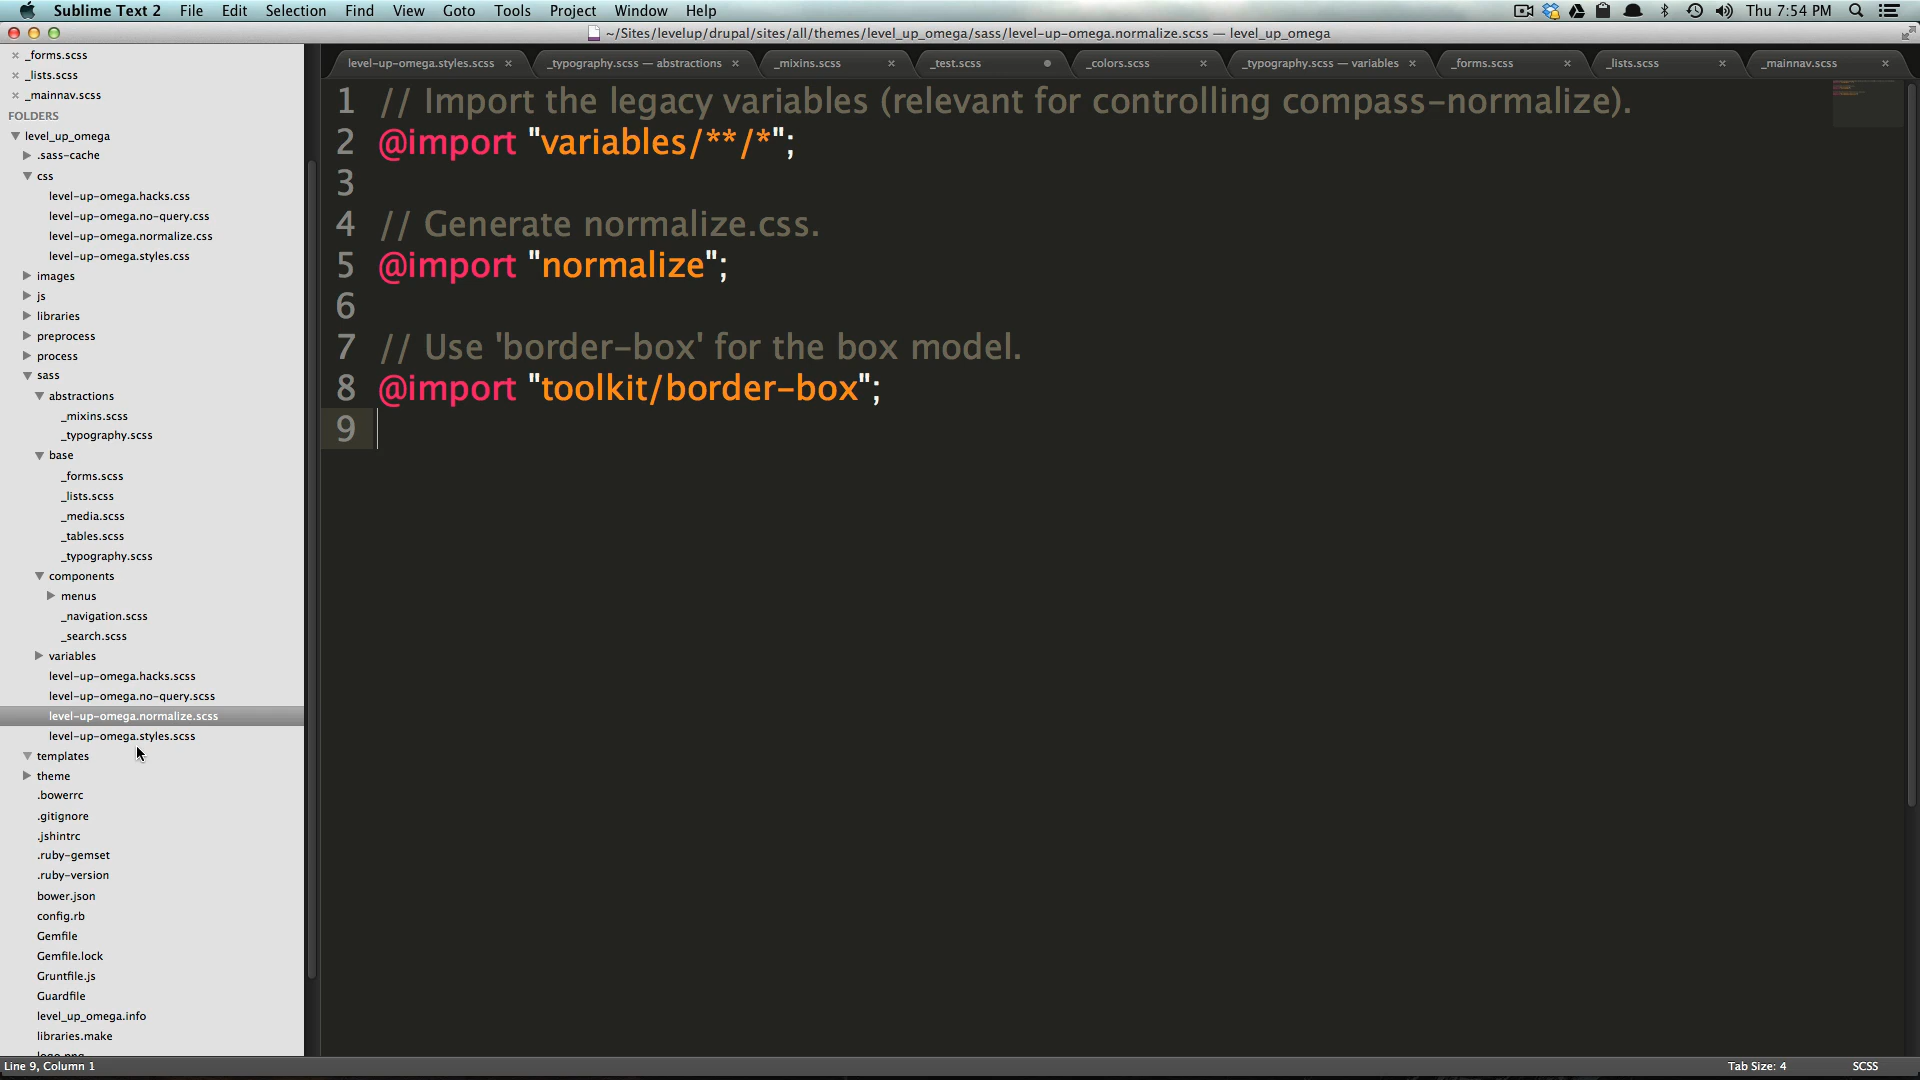 Sublime Text 2 File Edit Selection Find View Goto Tools Project Window Help Thu 7:54 PM
~/Sites/levelup/drupal/sites/all/themes/level_up_omega/sass/level-up-omega.normalize.scss — level_up_omega
level-up-omega.styles.scss _typography.scss — abstractions _mixins.scss _test.scss _colors.scss _typography.scss — variables _forms.scss _lists.scss _mainnav.scss
_forms.scss
_lists.scss
_mainnav.scss
FOLDERS
level_up_omega
.sass-cache
css
level-up-omega.hacks.css
level-up-omega.no-query.css
level-up-omega.normalize.css
level-up-omega.styles.css
images
js
libraries
preprocess
process
sass
abstractions
_mixins.scss
_typography.scss
base
_forms.scss
_lists.scss
_media.scss
_tables.scss
_typography.scss
components
menus
_navigation.scss
_search.scss
variables
level-up-omega.hacks.scss
level-up-omega.no-query.scss
level-up-omega.normalize.scss
level-up-omega.styles.scss
templates
theme
.bowerrc
.gitignore
.jshintrc
.ruby-gemset
.ruby-version
bower.json
config.rb
Gemfile
Gemfile.lock
Gruntfile.js
Guardfile
level_up_omega.info
libraries.make
1 // Import the legacy variables (relevant for controlling compass-normalize).
2 @import "variables/**/*";
3
4 // Generate normalize.css.
5 @import "normalize";
6
7 // Use 'border-box' for the box model.
8 @import "toolkit/border-box";
9
Line 9, Column 1 Tab Size: 4 SCSS